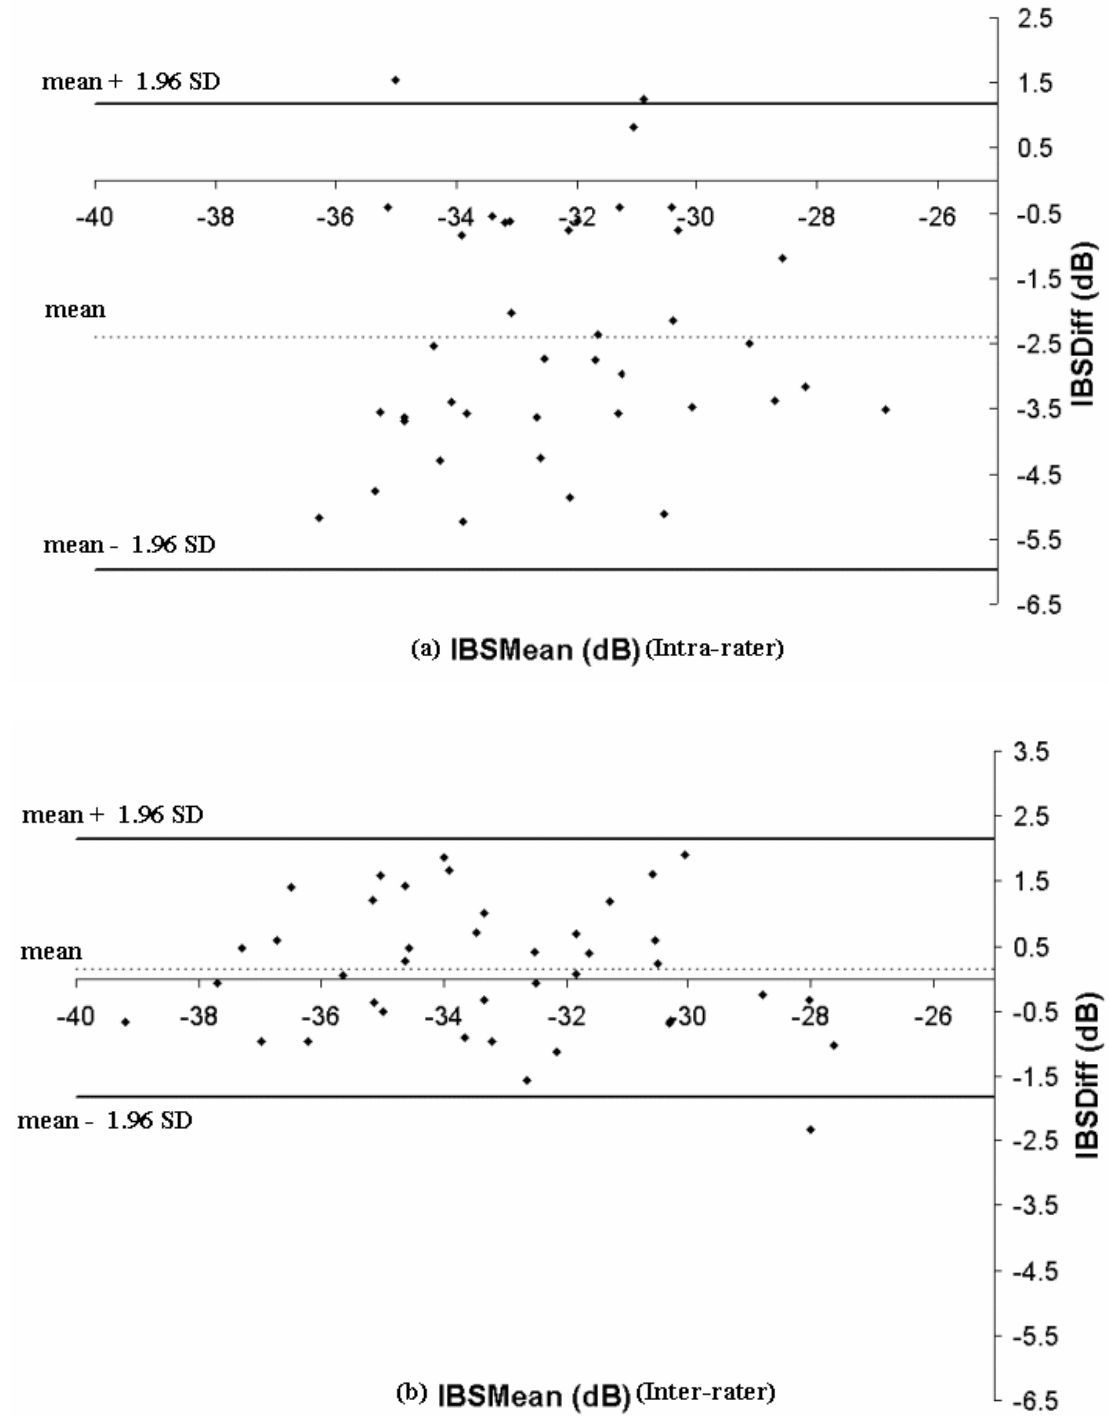 2.5
mean + 1.96 SD
1.5
0.5
-40 -38 -36 -34 -32 -30 -28 -26 -0.5
-1.5
mean
-2.5
-3.5
-4.5
mean - 1.96 SD
-5.5
-6.5
IBSDiff (dB)
(a) IBSMean (dB) (Intra-rater)
3.5
mean + 1.96 SD
2.5
1.5
mean
0.5
-40 -38 -36 -34 -32 -30 -28 -26 -0.5
-1.5
mean - 1.96 SD
-2.5
-3.5
-4.5
-5.5
-6.5
IBSDiff (dB)
(b) IBSMean (dB) (Inter-rater)